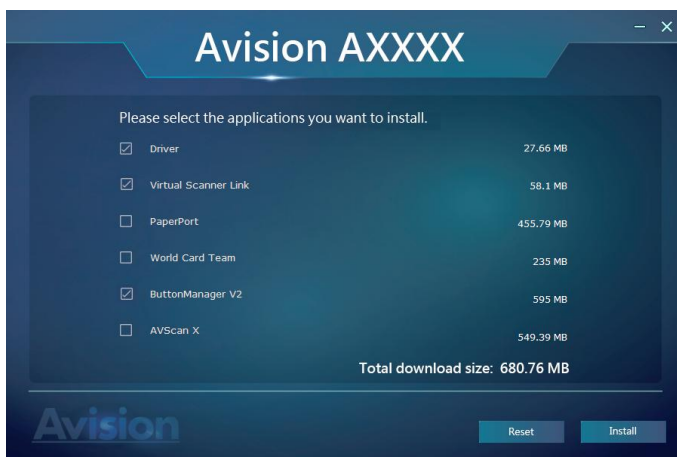 Avision AXXXX
Please select the applications you want to install.
Driver 27.66 MB
Virtual Scanner Link 58.1 MB
PaperPort 455.79 MB
World Card Team 235 MB
ButtonManager V2 595 MB
AVScan X 549.39 MB
Total download size: 680.76 MB
Avision
Reset Install